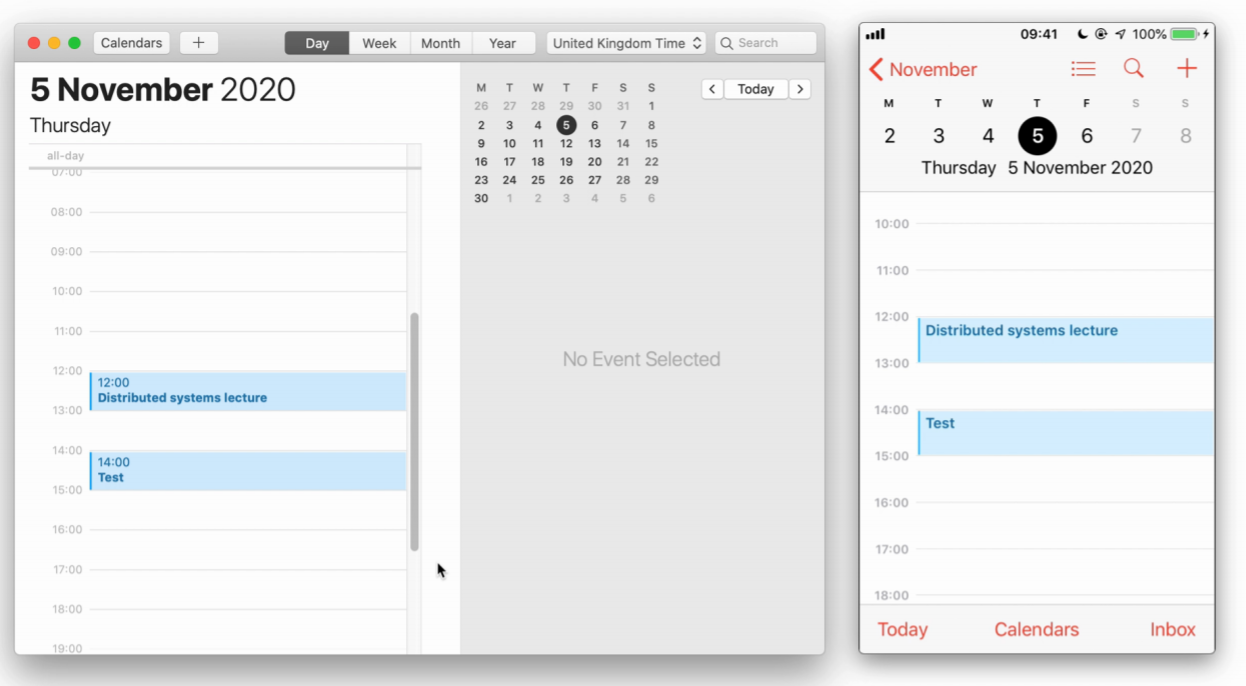 Calendars + Day Week Month Year United Kingdom Time Search
5 November 2020
Thursday
all-day
07:00
08:00
09:00
10:00
11:00
12:00
12:00
Distributed systems lecture
13:00
14:00
14:00
Test
15:00
16:00
17:00
18:00
19:00
M T W T F S S
26 27 28 29 30 31 1
2 3 4 5 6 7 8
9 10 11 12 13 14 15
16 17 18 19 20 21 22
23 24 25 26 27 28 29
30 1 2 3 4 5 6
< Today >
No Event Selected
09:41 100%
November
M T W T F S S
2 3 4 5 6 7 8
Thursday 5 November 2020
10:00
11:00
12:00
Distributed systems lecture
13:00
14:00
Test
15:00
16:00
17:00
18:00
Today Calendars Inbox